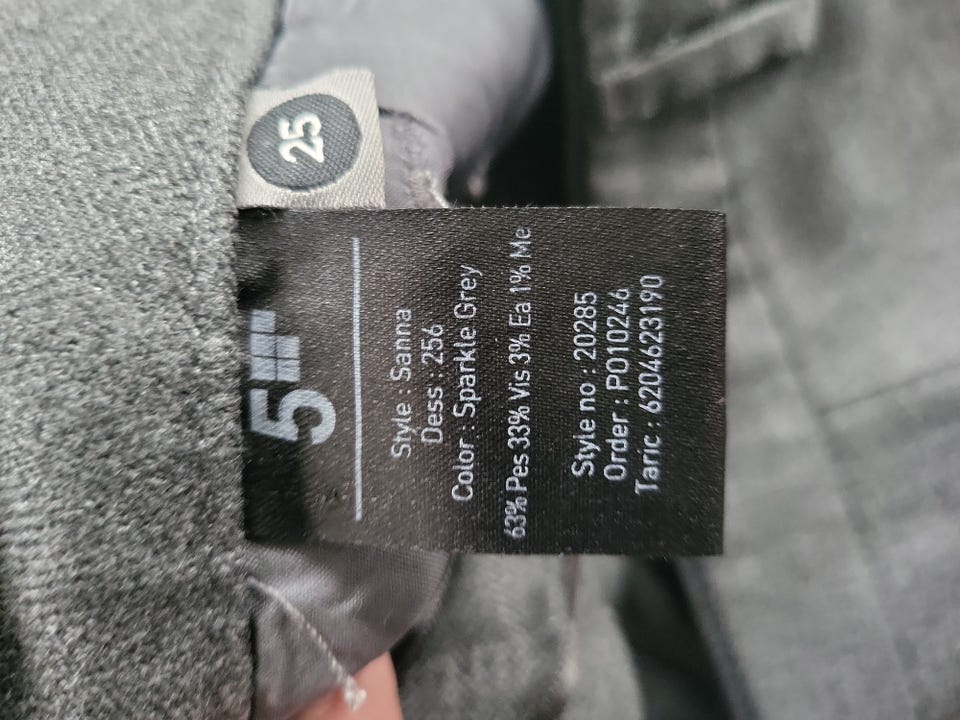 25
5
Style : Sanna
Dess : 256
Color : Sparkle Grey
63% Pes 33% Vis 3% Ea 1% Me
Style no : 20285
Order : PO10246
Taric : 6204623190